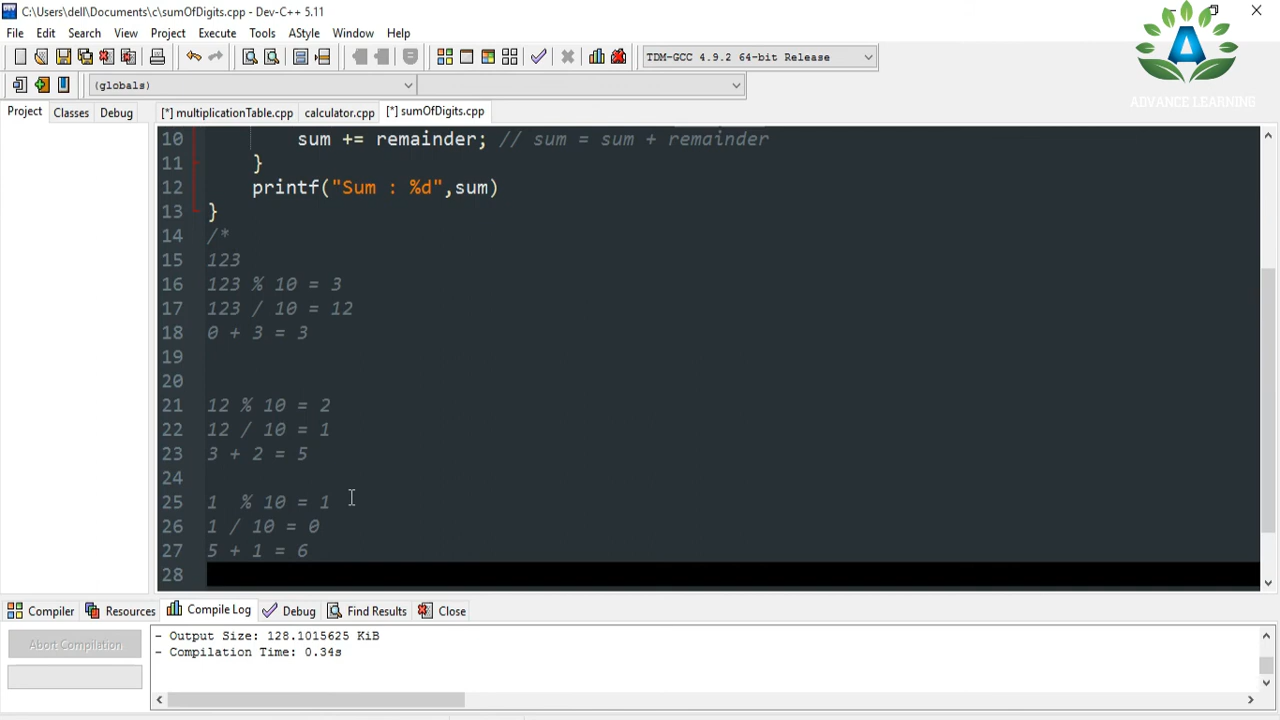 C:\Users\dell\Documents\c\sumOfDigits.cpp - Dev-C++ 5.11
File Edit Search View Project Execute Tools AStyle Window Help
TDM-GCC 4.9.2 64-bit Release
(globals)
Project Classes Debug [*] multiplicationTable.cpp calculator.cpp [*] sumOfDigits.cpp
ADVANCE LEARNING
10 sum += remainder; // sum = sum + remainder
11 }
12 printf("Sum : %d",sum)
13 }
14 /*
15 123
16 123 % 10 = 3
17 123 / 10 = 12
18 0 + 3 = 3
19
20
21 12 % 10 = 2
22 12 / 10 = 1
23 3 + 2 = 5
24
25 1  % 10 = 1
26 1 / 10 = 0
27 5 + 1 = 6
28
Compiler Resources Compile Log Debug Find Results Close
Abort Compilation
- Output Size: 128.1015625 KiB
- Compilation Time: 0.34s